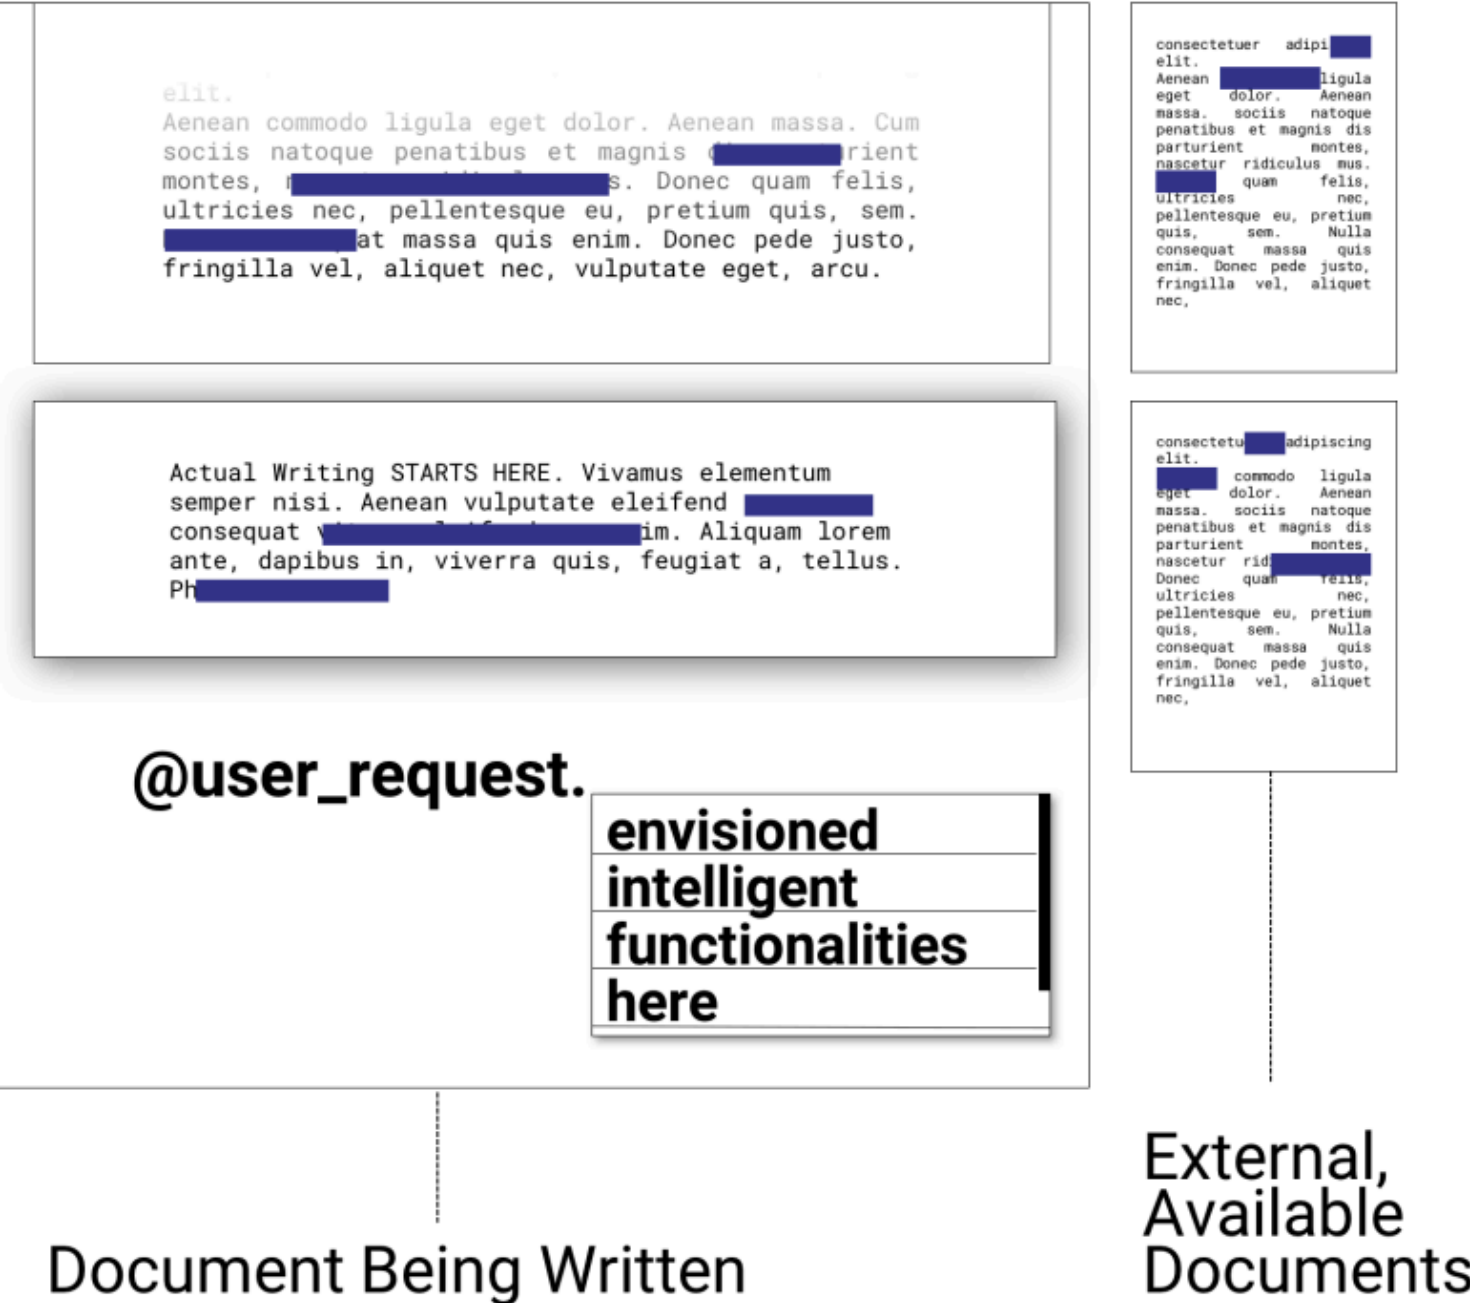 elit.
Aenean commodo ligula eget dolor. Aenean massa. Cum
sociis natoque penatibus et magnis rient
montes, s. Donec quam felis,
ultricies nec, pellentesque eu, pretium quis, sem.
at massa quis enim. Donec pede justo,
fringilla vel, aliquet nec, vulputate eget, arcu.
Actual Writing STARTS HERE. Vivamus elementum
semper nisi. Aenean vulputate eleifend
consequat im. Aliquam lorem
ante, dapibus in, viverra quis, feugiat a, tellus.
Ph
@user_request.
envisioned
intelligent
functionalities
here
Document Being Written
consectetuer adipi
elit.
Aenean ligula
eget dolor. Aenean
massa. sociis natoque
penatibus et magnis dis
parturient montes,
nascetur ridiculus mus.
quam felis,
ultricies nec,
pellentesque eu, pretium
quis, sem. Nulla
consequat massa quis
enim. Donec pede justo,
fringilla vel, aliquet
nec,
consectetu adipiscing
elit.
commodo ligula
eget dolor. Aenean
massa. sociis natoque
penatibus et magnis dis
parturient montes,
nascetur rid
Donec quam felis,
ultricies nec,
pellentesque eu, pretium
quis, sem. Nulla
consequat massa quis
enim. Donec pede justo,
fringilla vel, aliquet
nec,
External,
Available
Documents